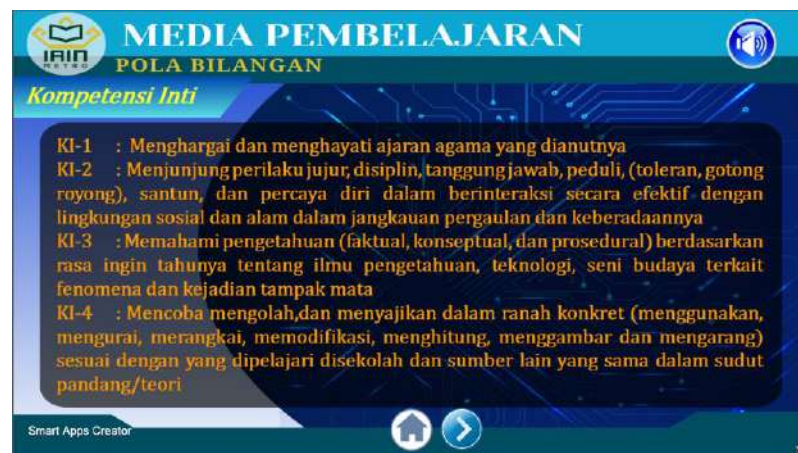 IAIN
METRO
MEDIA PEMBELAJARAN
POLA BILANGAN
Kompetensi Inti
KI-1 : Menghargai dan menghayati ajaran agama yang dianutnya
KI-2 : Menjunjung perilaku jujur, disiplin, tanggung jawab, peduli, (toleran, gotong
royong), santun, dan percaya diri dalam berinteraksi secara efektif dengan
lingkungan sosial dan alam dalam jangkauan pergaulan dan keberadaannya
KI-3 : Memahami pengetahuan (faktual, konseptual, dan prosedural) berdasarkan
rasa ingin tahunya tentang ilmu pengetahuan, teknologi, seni budaya terkait
fenomena dan kejadian tampak mata
KI-4 : Mencoba mengolah,dan menyajikan dalam ranah konkret (menggunakan,
mengurai, merangkai, memodifikasi, menghitung, menggambar dan mengarang)
sesuai dengan yang dipelajari disekolah dan sumber lain yang sama dalam sudut
pandang/teori
Smart Apps Creator